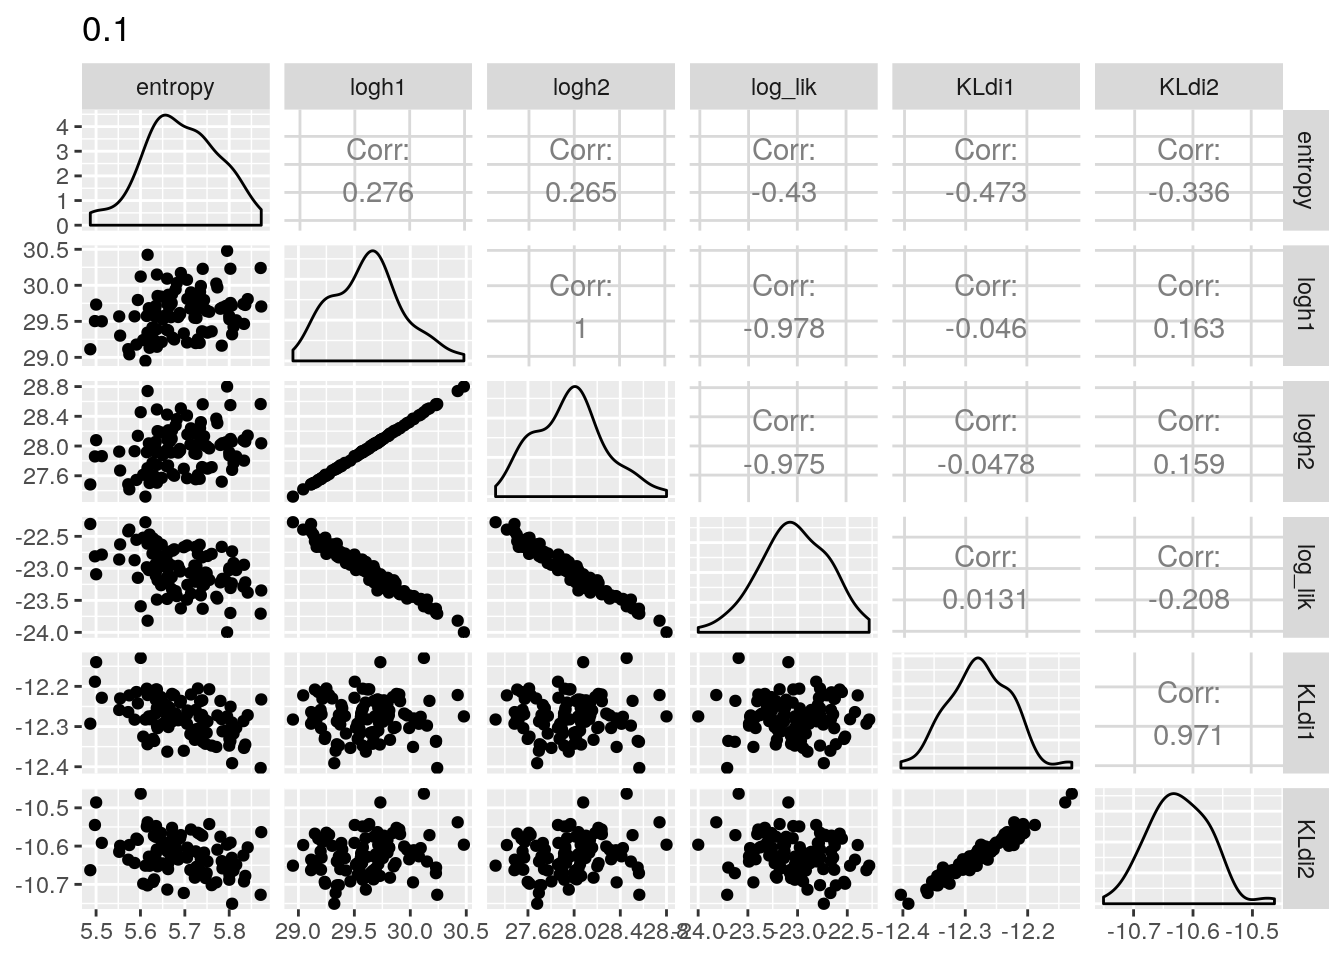 0.1
entropy logh1 logh2 log_lik KLdi1 KLdi2
4
3
2
1
0
Corr: Corr: Corr: Corr: Corr:
0.276 0.265 -0.43 -0.473 -0.336
entropy
30.5
30.0
29.5
29.0
Corr: Corr: Corr: Corr:
1 -0.978 -0.046 0.163
logh1
28.8
28.4
28.0
27.6
Corr: Corr: Corr:
-0.975 -0.0478 0.159
logh2
-22.5
-23.0
-23.5
-24.0
Corr: Corr:
0.0131 -0.208
log_lik
-12.2
-12.3
-12.4
Corr:
0.971
KLdi1
-10.5
-10.6
-10.7
KLdi2
5.5 5.6 5.7 5.8 29.0 29.5 30.0 30.5 27.6 28.0 28.4 28.8 -24.0 -23.5 -23.0 -22.5 -12.4 -12.3 -12.2 -10.7 -10.6 -10.5